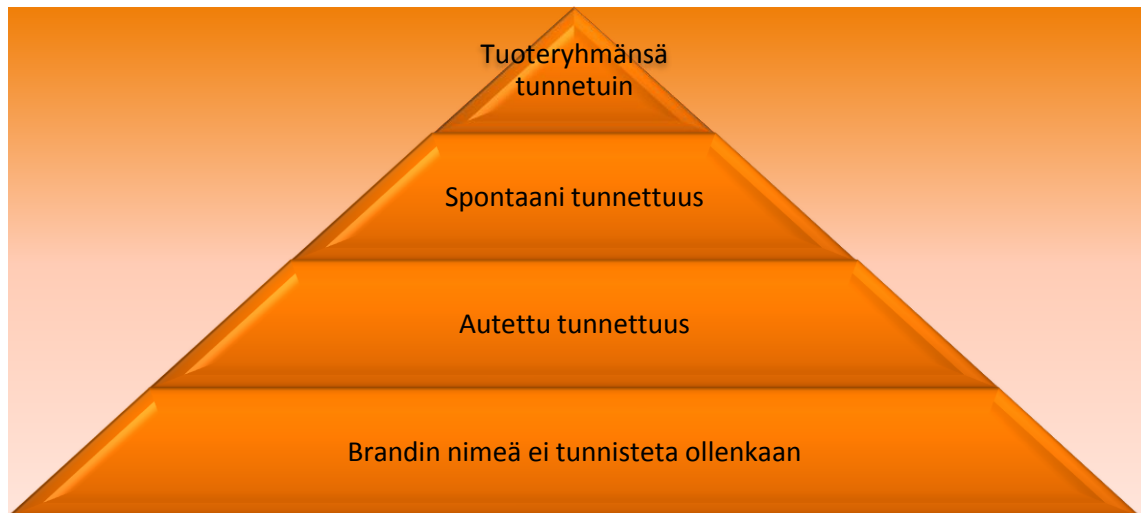 Tuoteryhmänsä
tunnetuin
Spontaani tunnettuus
Autettu tunnettuus
Brandin nimeä ei tunnisteta ollenkaan